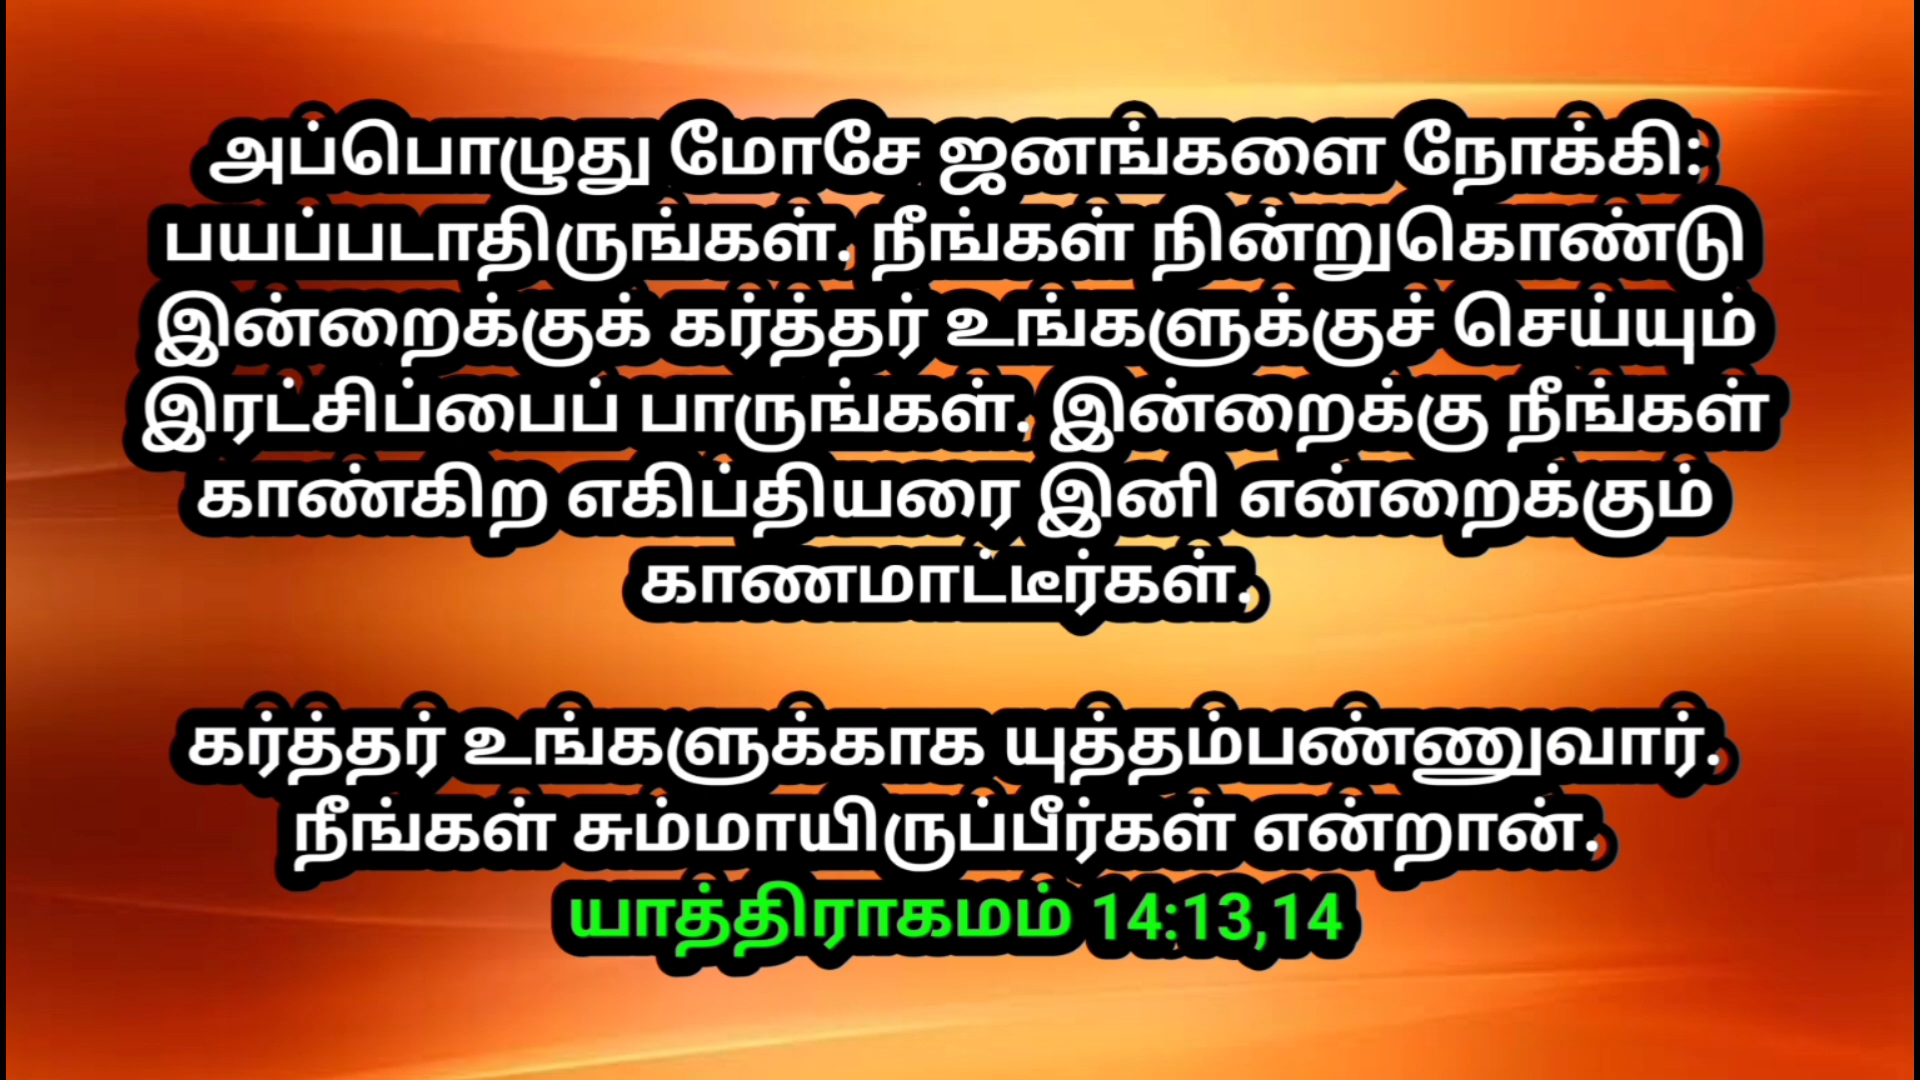 அப்பொழுது மோசே ஜனங்களை நோக்கி:
பயப்படாதிருங்கள். நீங்கள் நின்றுகொண்டு
இன்றைக்குக் கர்த்தர் உங்களுக்குச் செய்யும்
இரட்சிப்பைப் பாருங்கள். இன்றைக்கு நீங்கள்
காண்கிற எகிப்தியரை இனி என்றைக்கும்
காணமாட்டீர்கள்.
கர்த்தர் உங்களுக்காக யுத்தம்பண்ணுவார்.
நீங்கள் சும்மாயிருப்பீர்கள் என்றான்.
யாத்திராகமம் 14:13,14